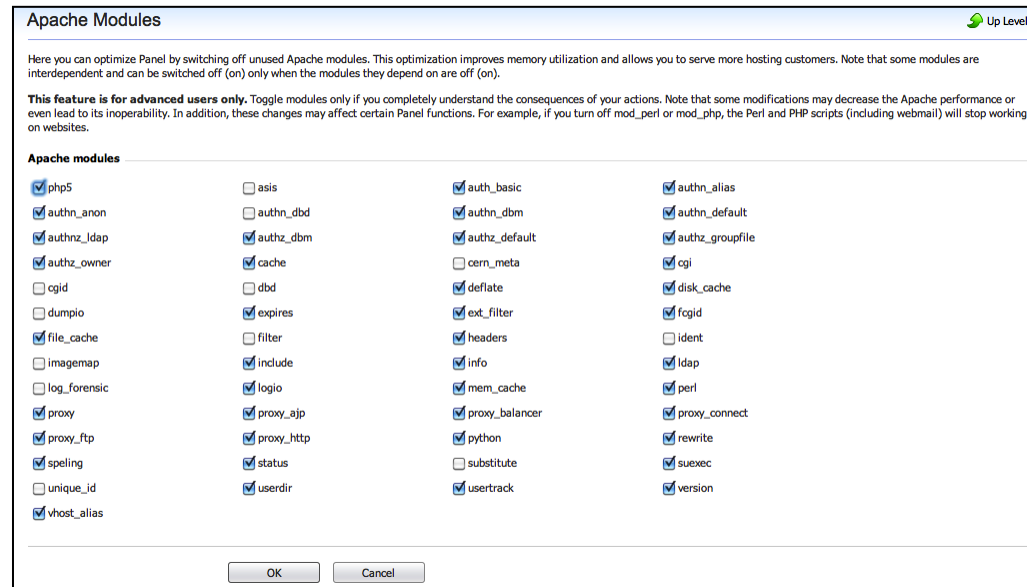 Apache Modules
Up Level
Here you can optimize Panel by switching off unused Apache modules. This optimization improves memory utilization and allows you to serve more hosting customers. Note that some modules are
interdependent and can be switched off (on) only when the modules they depend on are off (on).
This feature is for advanced users only. Toggle modules only if you completely understand the consequences of your actions. Note that some modifications may decrease the Apache performance or
even lead to its inoperability. In addition, these changes may affect certain Panel functions. For example, if you turn off mod_perl or mod_php, the Perl and PHP scripts (including webmail) will stop working
on websites.
Apache modules
php5 asis auth_basic authn_alias
authn_anon authn_dbd authn_dbm authn_default
authnz_ldap authz_dbm authz_default authz_groupfile
authz_owner cache cern_meta cgi
cgid dbd deflate disk_cache
dumpio expires ext_filter fcgid
file_cache filter headers ident
imagemap include info ldap
log_forensic logio mem_cache perl
proxy proxy_ajp proxy_balancer proxy_connect
proxy_ftp proxy_http python rewrite
speling status substitute suexec
unique_id userdir usertrack version
vhost_alias
OK Cancel